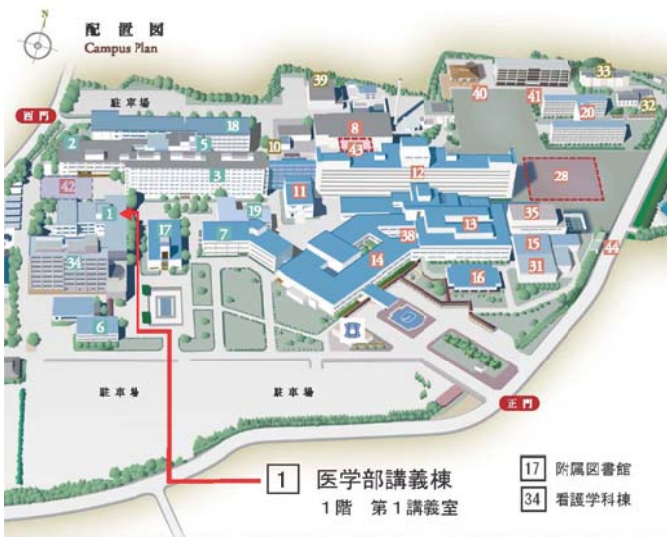 N
配置図
Campus Plan
39
33
駐車場
40
41
32
西門
18
8
20
2
5
10
43
3
12
28
42
11
1
19
35
17
7
38
13
15
44
34
14
31
16
6
駐車場
駐車場
正門
1 医学部講義棟
1階 第1講義室
17 附属図書館
34 看護学科棟